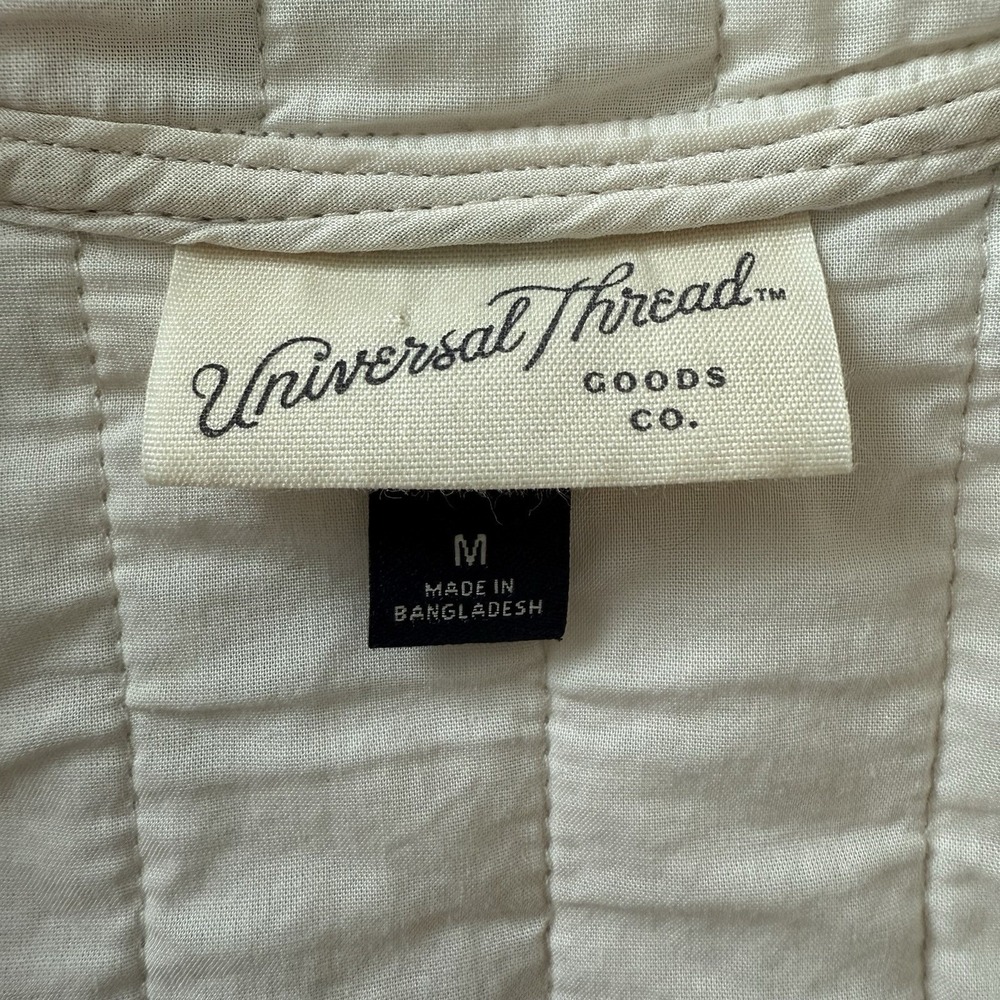 Universal Thread™
GOODS
CO.
M
MADE IN
BANGLADESH